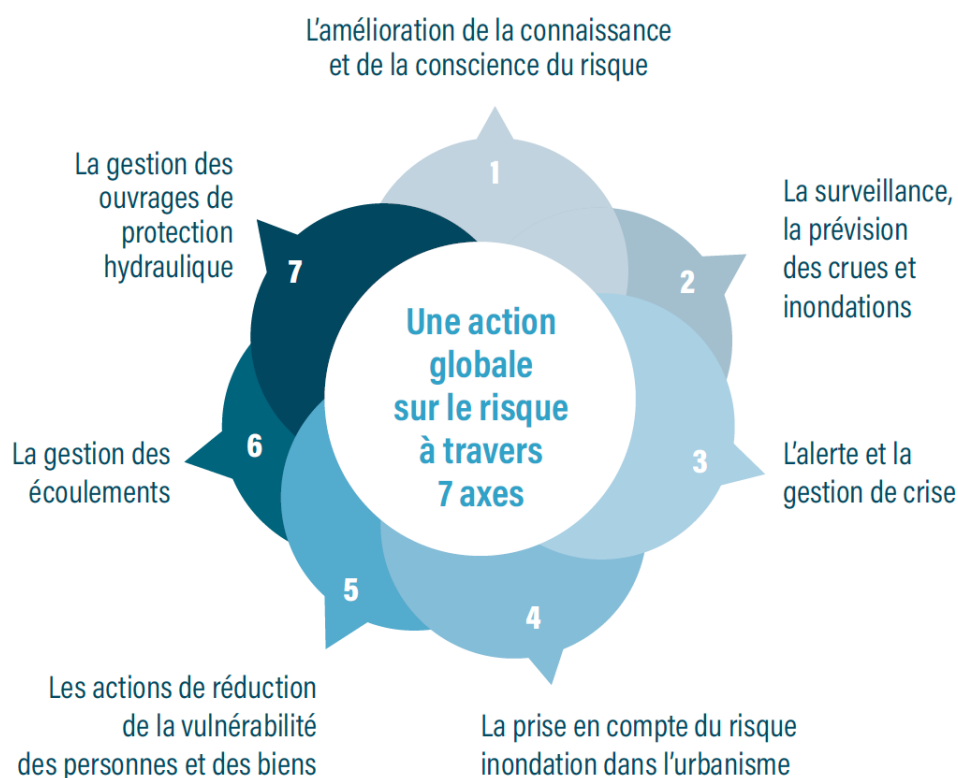 L'amélioration de la connaissance
et de la conscience du risque
1
La surveillance,
la prévision
des crues et
inondations
2
L'alerte et la
gestion de crise
3
La prise en compte du risque
inondation dans l'urbanisme
4
Les actions de réduction
de la vulnérabilité
des personnes et des biens
5
La gestion des
écoulements
6
La gestion des
ouvrages de
protection
hydraulique
7
Une action
globale
sur le risque
à travers
7 axes